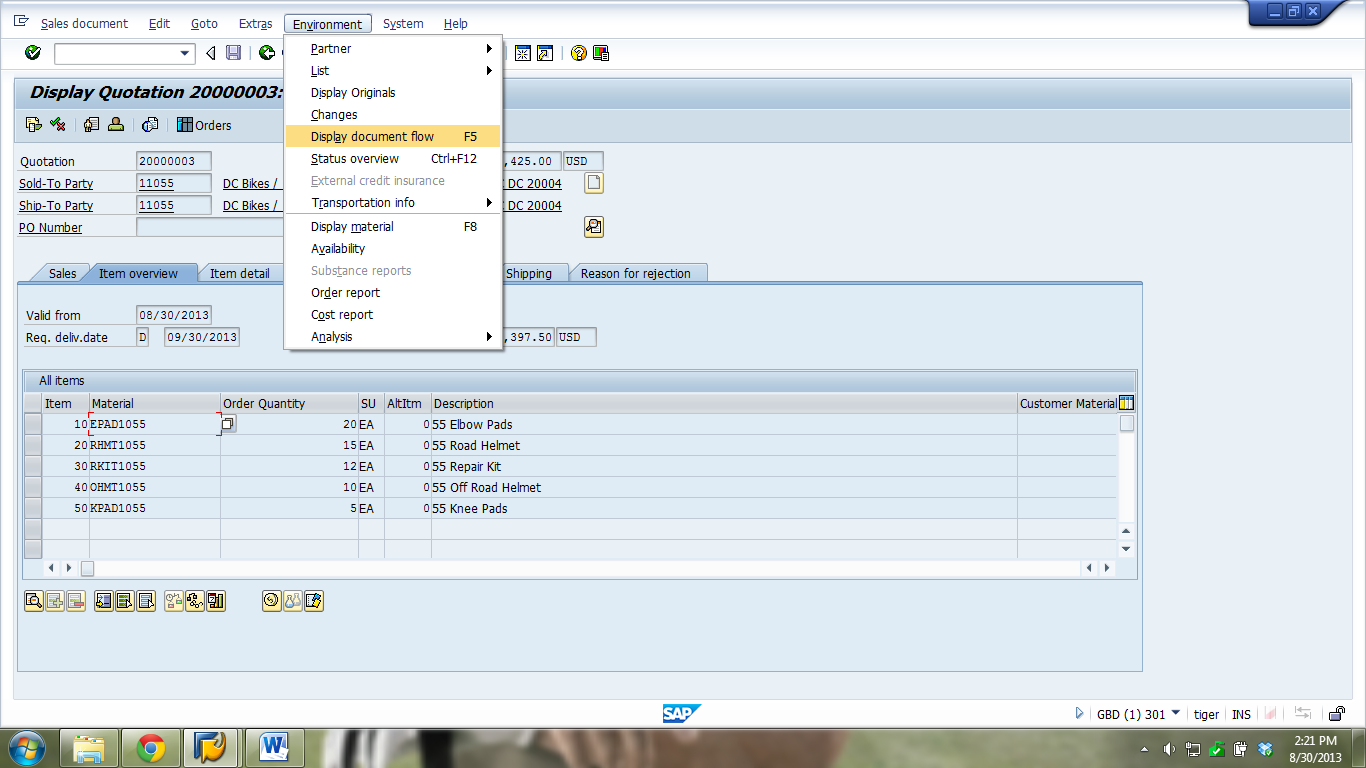 Sales document Edit Goto Extras Environment System Help
Partner
List
Display Originals
Changes
Display document flow F5
Status overview Ctrl+F12
External credit insurance
Transportation info
Display material F8
Availability
Substance reports
Order report
Cost report
Analysis
Display Quotation 20000003:
Orders
Quotation 20000003 ,425.00 USD
Sold-To Party 11055 DC Bikes / DC 20004
Ship-To Party 11055 DC Bikes / DC 20004
PO Number
Sales Item overview Item detail Shipping Reason for rejection
Valid from 08/30/2013
Req. deliv.date D 09/30/2013 ,397.50 USD
All items
Item Material Order Quantity SU AltItm Description Customer Material
10 EPAD1055 20 EA 0 55 Elbow Pads
20 RHMT1055 15 EA 0 55 Road Helmet
30 RKIT1055 12 EA 0 55 Repair Kit
40 OHMT1055 10 EA 0 55 Off Road Helmet
50 KPAD1055 5 EA 0 55 Knee Pads
SAP GBD (1) 301 tiger INS
2:21 PM
8/30/2013